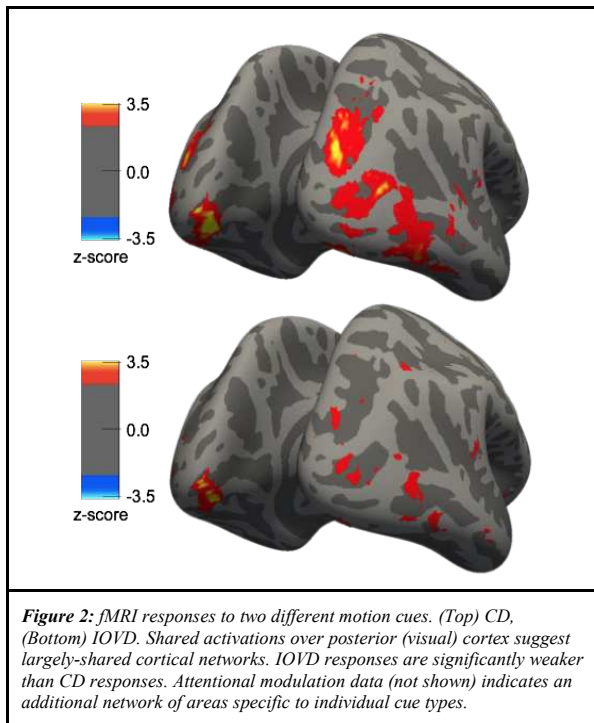 3.5
0.0
-3.5
z-score
3.5
0.0
-3.5
z-score
Figure 2: fMRI responses to two different motion cues. (Top) CD,
(Bottom) IOVD. Shared activations over posterior (visual) cortex suggest
largely-shared cortical networks. IOVD responses are significantly weaker
than CD responses. Attentional modulation data (not shown) indicates an
additional network of areas specific to individual cue types.